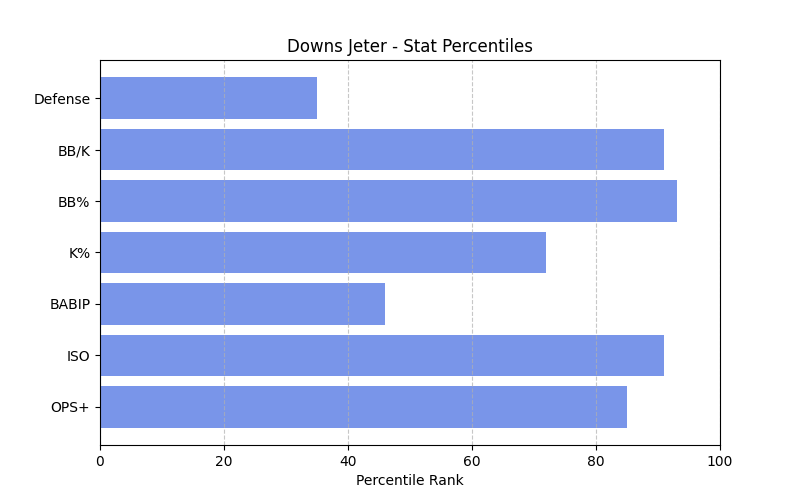 Downs Jeter - Stat Percentiles
Defense
BB/K
BB%
K%
BABIP
ISO
OPS+
0 20 40 60 80 100
Percentile Rank